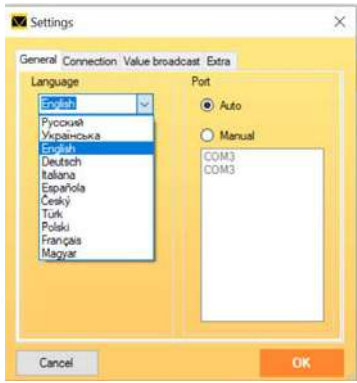 Settings
General Connection Value broadcast Extra
Language
English
Русский
Українська
English
Deutsch
Italiana
Española
Český
Türk
Polski
Français
Magyar
Port
Auto
Manual
COM3
COM3
Cancel
OK